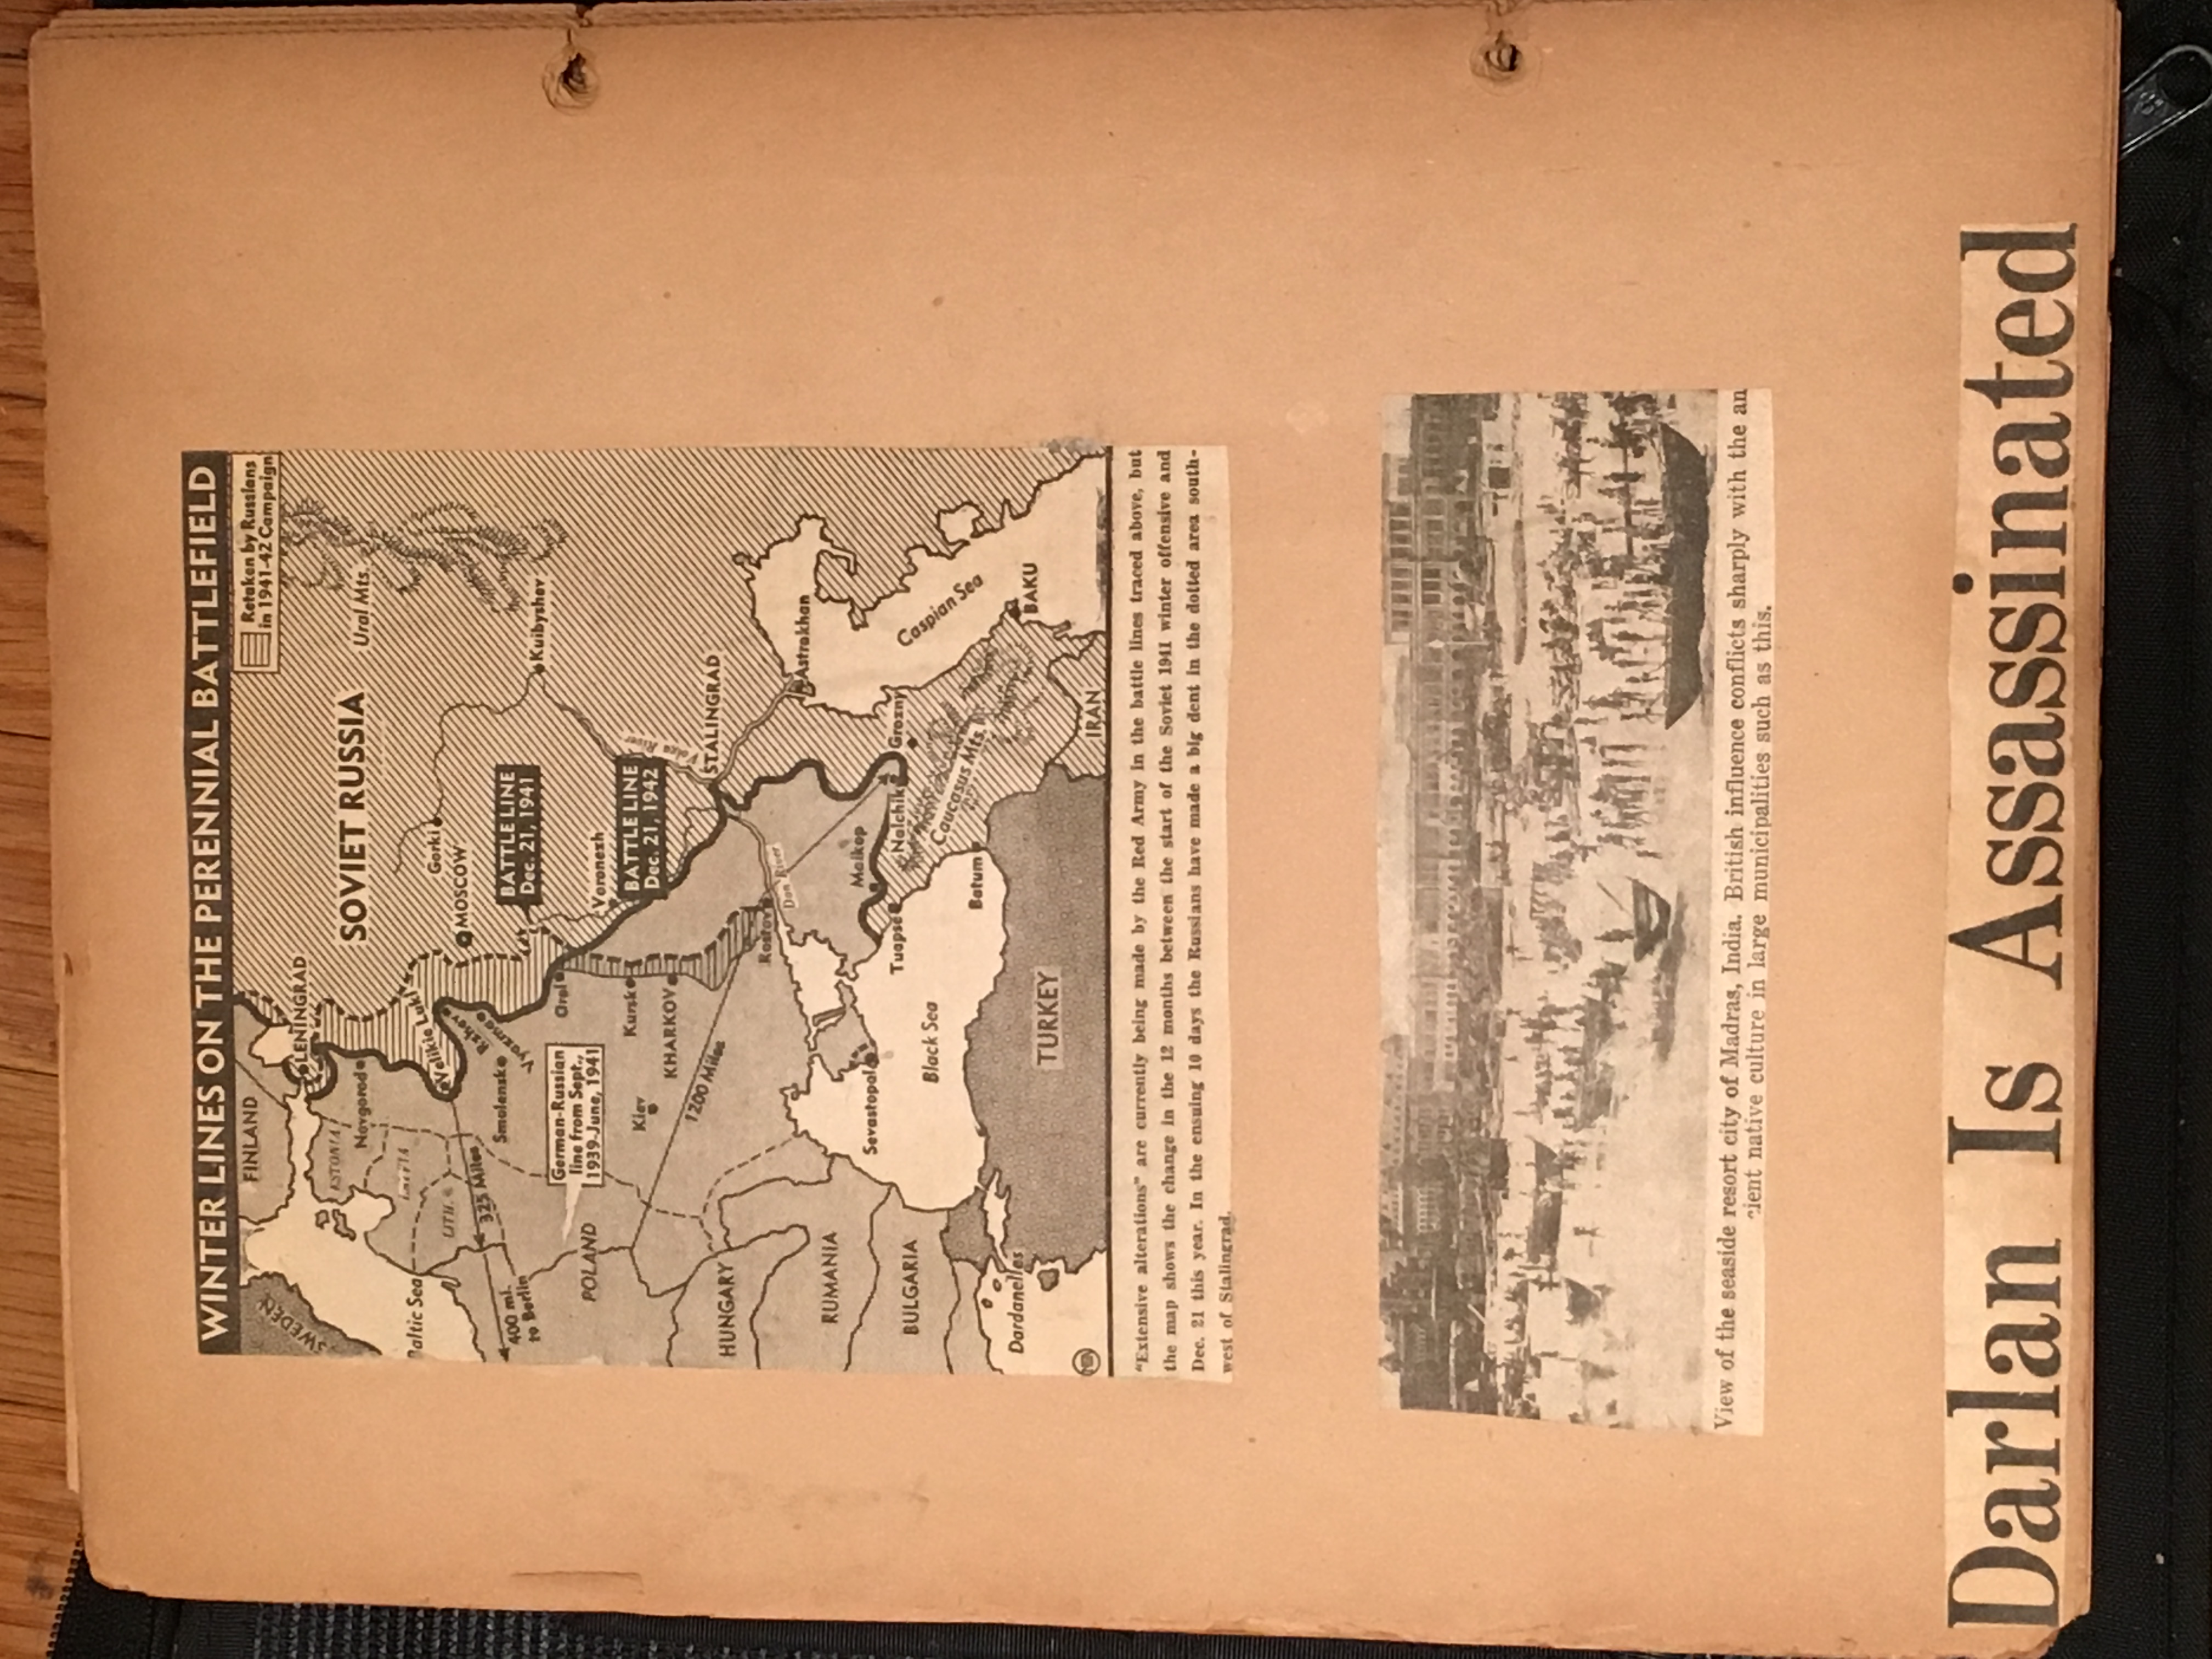 WINTER LINES ON THE PERENNIAL BATTLEFIELD
FINLAND
Retaken by Russians
in 1941-42 Campaign
SWEDEN
LENINGRAD
ESTONIA
SOVIET RUSSIA
Novgorod
Ural Mts.
LATVIA
Baltic Sea
Velikie Luki
Gorki
LITH.
MOSCOW
Rzhev
325 Miles
Smolensk
Vyazma
400 mi.
to Berlin
BATTLE LINE
Dec. 21, 1941
Kuibyshev
German-Russian
line from Sept.,
1939-June, 1941
Orel
POLAND
Voronezh
Kursk
BATTLE LINE
Dec. 21, 1942
Kiev
KHARKOV
Volga River
1200 Miles
STALINGRAD
HUNGARY
Rostov
Don River
Astrakhan
RUMANIA
Maikop
Sevastopol
Tuapse
Nalchik
Grozny
BULGARIA
Black Sea
Caspian Sea
Caucasus Mts.
Batum
Dardanelles
BAKU
TURKEY
NEA
IRAN
"Extensive alterations" are currently being made by the Red Army in the battle lines traced above, but
the map shows the change in the 12 months between the start of the Soviet 1941 winter offensive and
Dec. 21 this year. In the ensuing 10 days the Russians have made a big dent in the dotted area south-
west of Stalingrad.
View of the seaside resort city of Madras, India. British influence conflicts sharply with the an
cient native culture in large municipalities such as this.
Darlan Is Assassinated